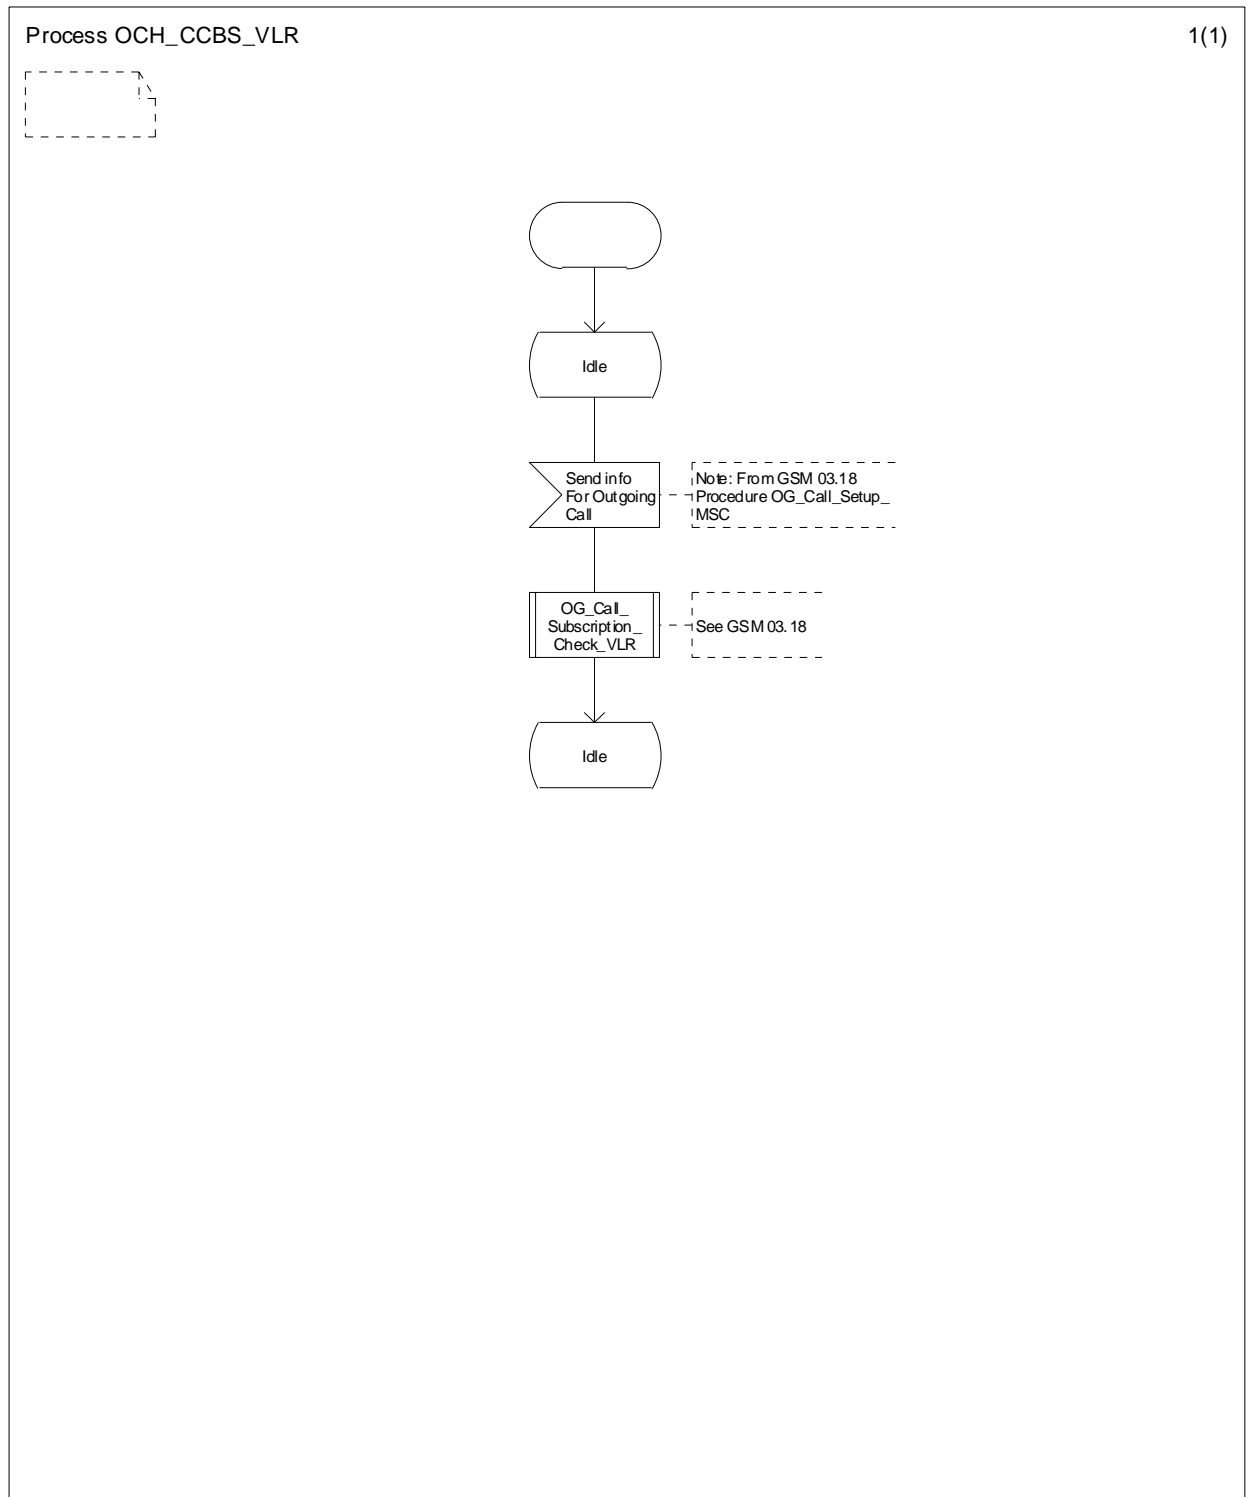 Process OCH_CCBS_VLR
1(1)
Idle
Send info
For Outgoing
Call
Note: From GSM 03.18
Procedure OG_Call_Setup_
MSC
OG_Call_
Subscription_
Check_VLR
See GSM 03.18
Idle